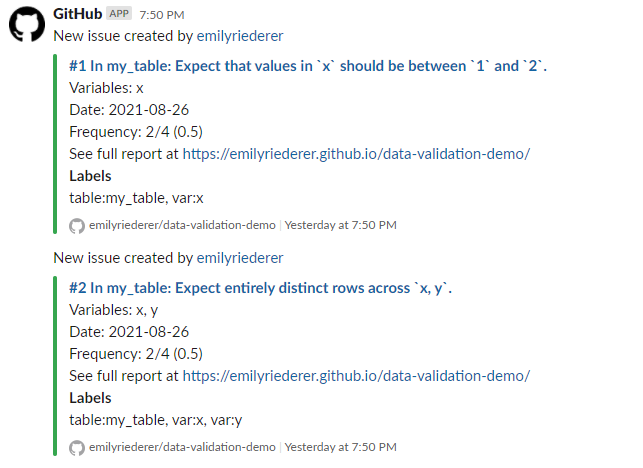 GitHub APP 7:50 PM
New issue created by emilyriederer
#1 In my_table: Expect that values in `x` should be between `1` and `2`.
Variables: x
Date: 2021-08-26
Frequency: 2/4 (0.5)
See full report at https://emilyriederer.github.io/data-validation-demo/
Labels
table:my_table, var:x
emilyriederer/data-validation-demo | Yesterday at 7:50 PM
New issue created by emilyriederer
#2 In my_table: Expect entirely distinct rows across `x, y`.
Variables: x, y
Date: 2021-08-26
Frequency: 2/4 (0.5)
See full report at https://emilyriederer.github.io/data-validation-demo/
Labels
table:my_table, var:x, var:y
emilyriederer/data-validation-demo | Yesterday at 7:50 PM